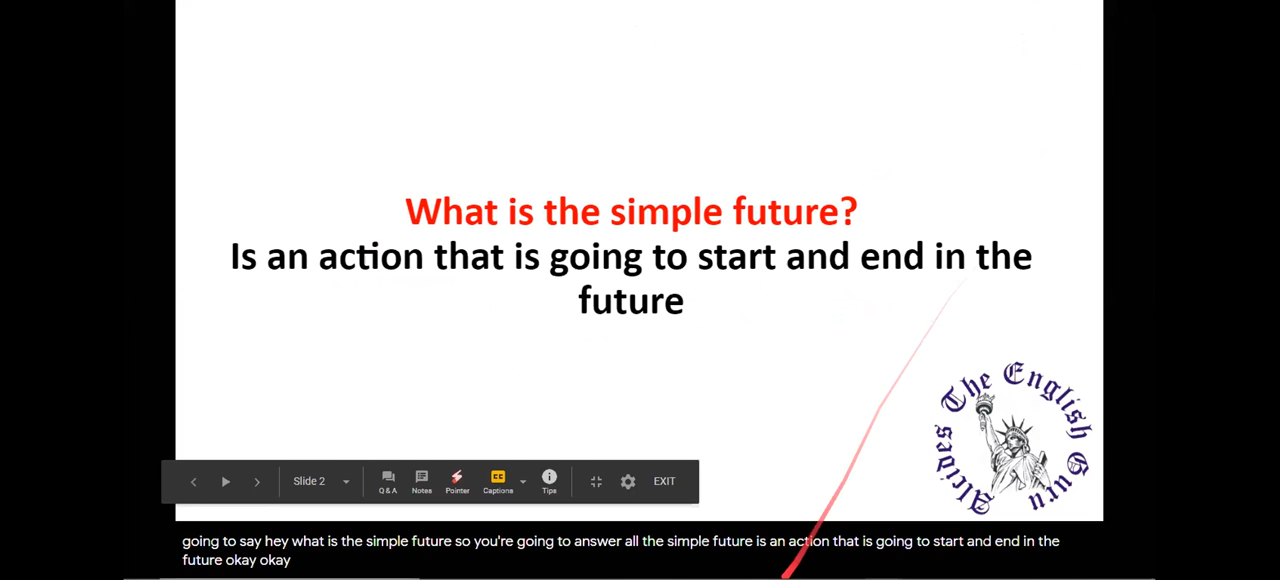 What is the simple future?
Is an action that is going to start and end in the
future
Alcides The English Guru
Slide 2
Q & A
Notes
Pointer
CC
Captions
Tips
EXIT
going to say hey what is the simple future so you're going to answer all the simple future is an action that is going to start and end in the
future okay okay